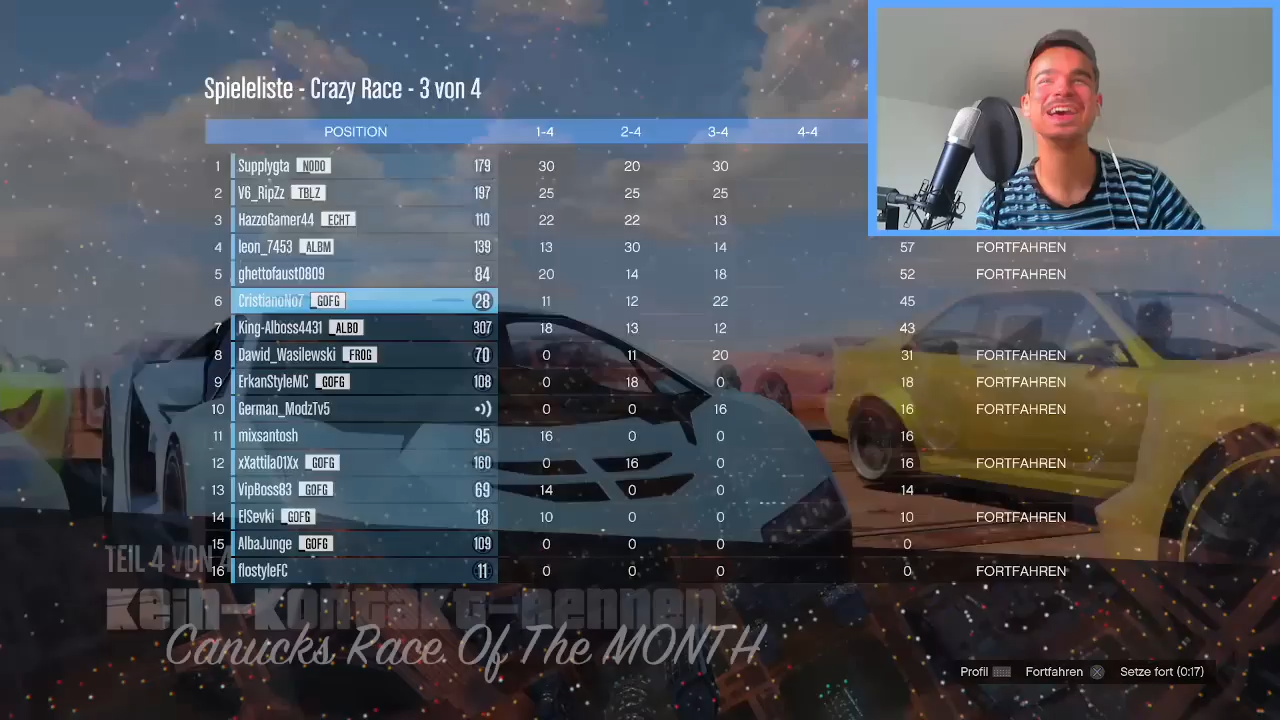 Spieleliste - Crazy Race - 3 von 4
POSITION 1-4 2-4 3-4 4-4
1 Supplygta NODO 179 30 20 30
2 V6_RipZz TBLZ 197 25 25 25
3 HazzoGamer44 ECHT 110 22 22 13
4 leon_7453 ALBM 139 13 30 14 57 FORTFAHREN
5 ghettofaust0809 84 20 14 18 52 FORTFAHREN
6 CristianoNo7 GOFG 28 11 12 22 45
7 King-Alboss4431 ALBO 307 18 13 12 43
8 Dawid_Wasilewski FROG 70 0 11 20 31 FORTFAHREN
9 ErkanStyleMC GOFG 108 0 18 0 18 FORTFAHREN
10 German_ModzTv5 0 0 16 16 FORTFAHREN
11 mixsantosh 95 16 0 0 16
12 xXattila01Xx GOFG 160 0 16 0 16 FORTFAHREN
13 VipBoss83 GOFG 69 14 0 0 14
14 ElSevki GOFG 18 10 0 0 10 FORTFAHREN
15 AlbaJunge GOFG 109 0 0 0 0
16 flostyleFC 11 0 0 0 0 FORTFAHREN
TEIL 4 VON 4
Kein-Kontakt-Rennen
Canucks Race Of The MONTH
Profil Fortfahren Setze fort (0:17)